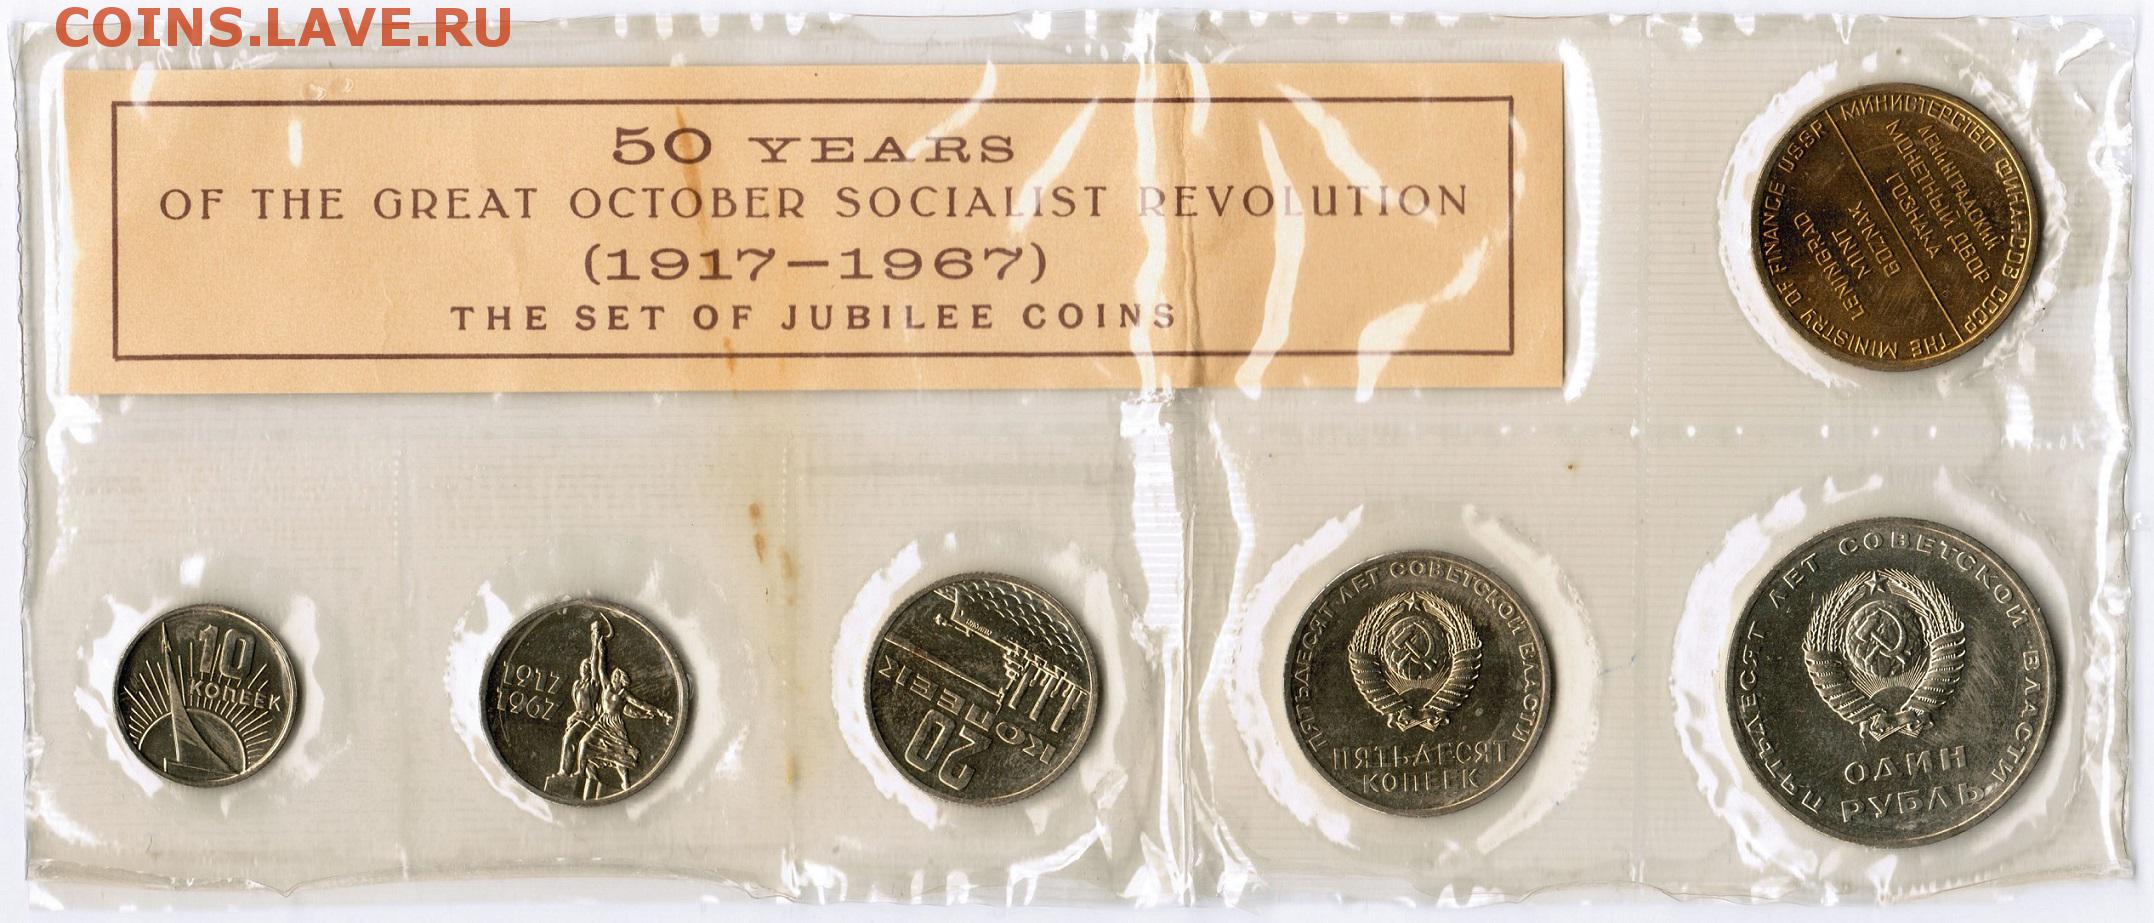 COINS.LAVE.RU
50 YEARS
OF THE GREAT OCTOBER SOCIALIST REVOLUTION
(1917–1967)
THE SET OF JUBILEE COINS
МИНИСТЕРСТВО ФИНАНСОВ СССР
ЛЕНИНГРАДСКИЙ
МОНЕТНЫЙ ДВОР
ГОЗНАКА
THE MINISTRY OF FINANCE USSR
LENINGRAD
MINT
GOZNAK
10
КОПЕЕК
1917
1967
20
КОПЕЕК
ПЯТЬДЕСЯТ ЛЕТ СОВЕТСКОЙ ВЛАСТИ
ПЯТЬДЕСЯТ
КОПЕЕК
ПЯТЬДЕСЯТ ЛЕТ СОВЕТСКОЙ ВЛАСТИ
ОДИН
РУБЛЬ